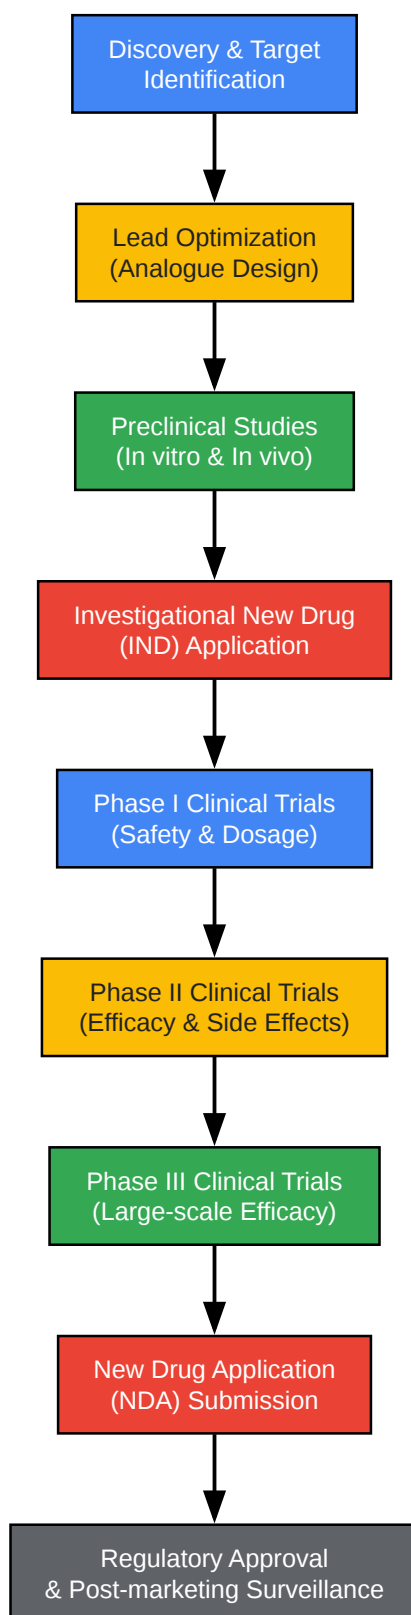 Discovery & Target
Identification
Lead Optimization
(Analogue Design)
Preclinical Studies
(In vitro & In vivo)
Investigational New Drug
(IND) Application
Phase I Clinical Trials
(Safety & Dosage)
Phase II Clinical Trials
(Efficacy & Side Effects)
Phase III Clinical Trials
(Large-scale Efficacy)
New Drug Application
(NDA) Submission
Regulatory Approval
& Post-marketing Surveillance